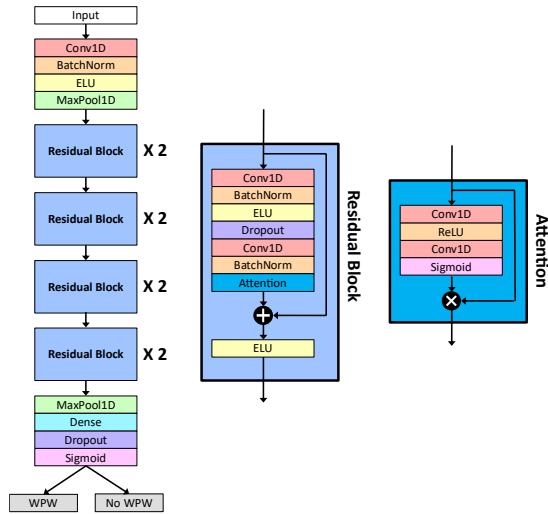 Input
Conv1D
BatchNorm
ELU
MaxPool1D
Residual Block
X 2
Residual Block
X 2
Residual Block
X 2
Residual Block
X 2
MaxPool1D
Dense
Dropout
Sigmoid
WPW
No WPW
Conv1D
BatchNorm
ELU
Dropout
Conv1D
BatchNorm
Attention
ELU
Residual Block
Conv1D
ReLU
Conv1D
Sigmoid
Attention